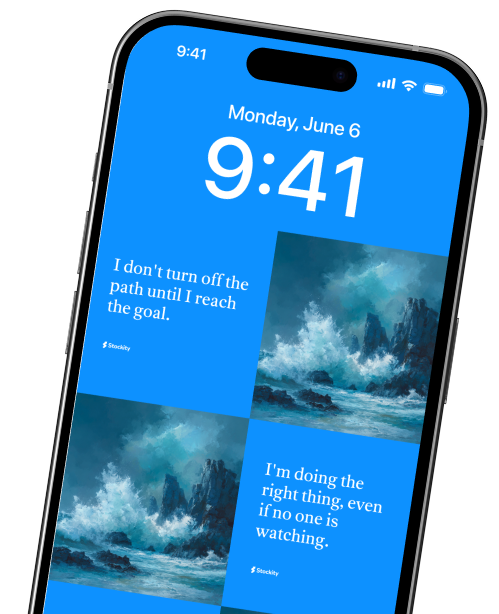 9:41
Monday, June 6
9:41
I don't turn off the
path until I reach
the goal.
Stockity
I'm doing the
right thing, even
if no one is
watching.
Stockity